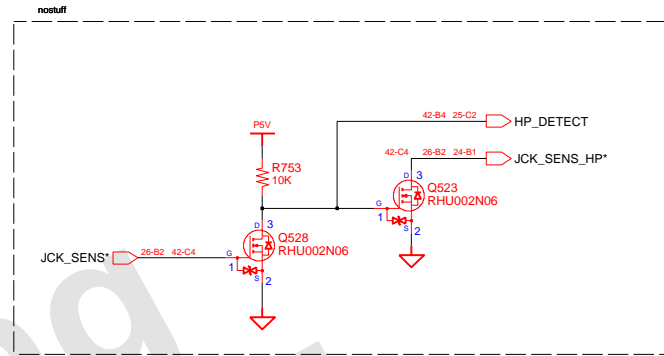 nostuff
42-B4 25-C2
HP_DETECT
P5V
42-C4 26-B2 24-B1
JCK_SENS_HP*
R753
10K
D 3
Q523
RHU002N06
G
1
S
2
D 3
Q528
RHU002N06
JCK_SENS*
26-B2 42-C4
G
1
S
2